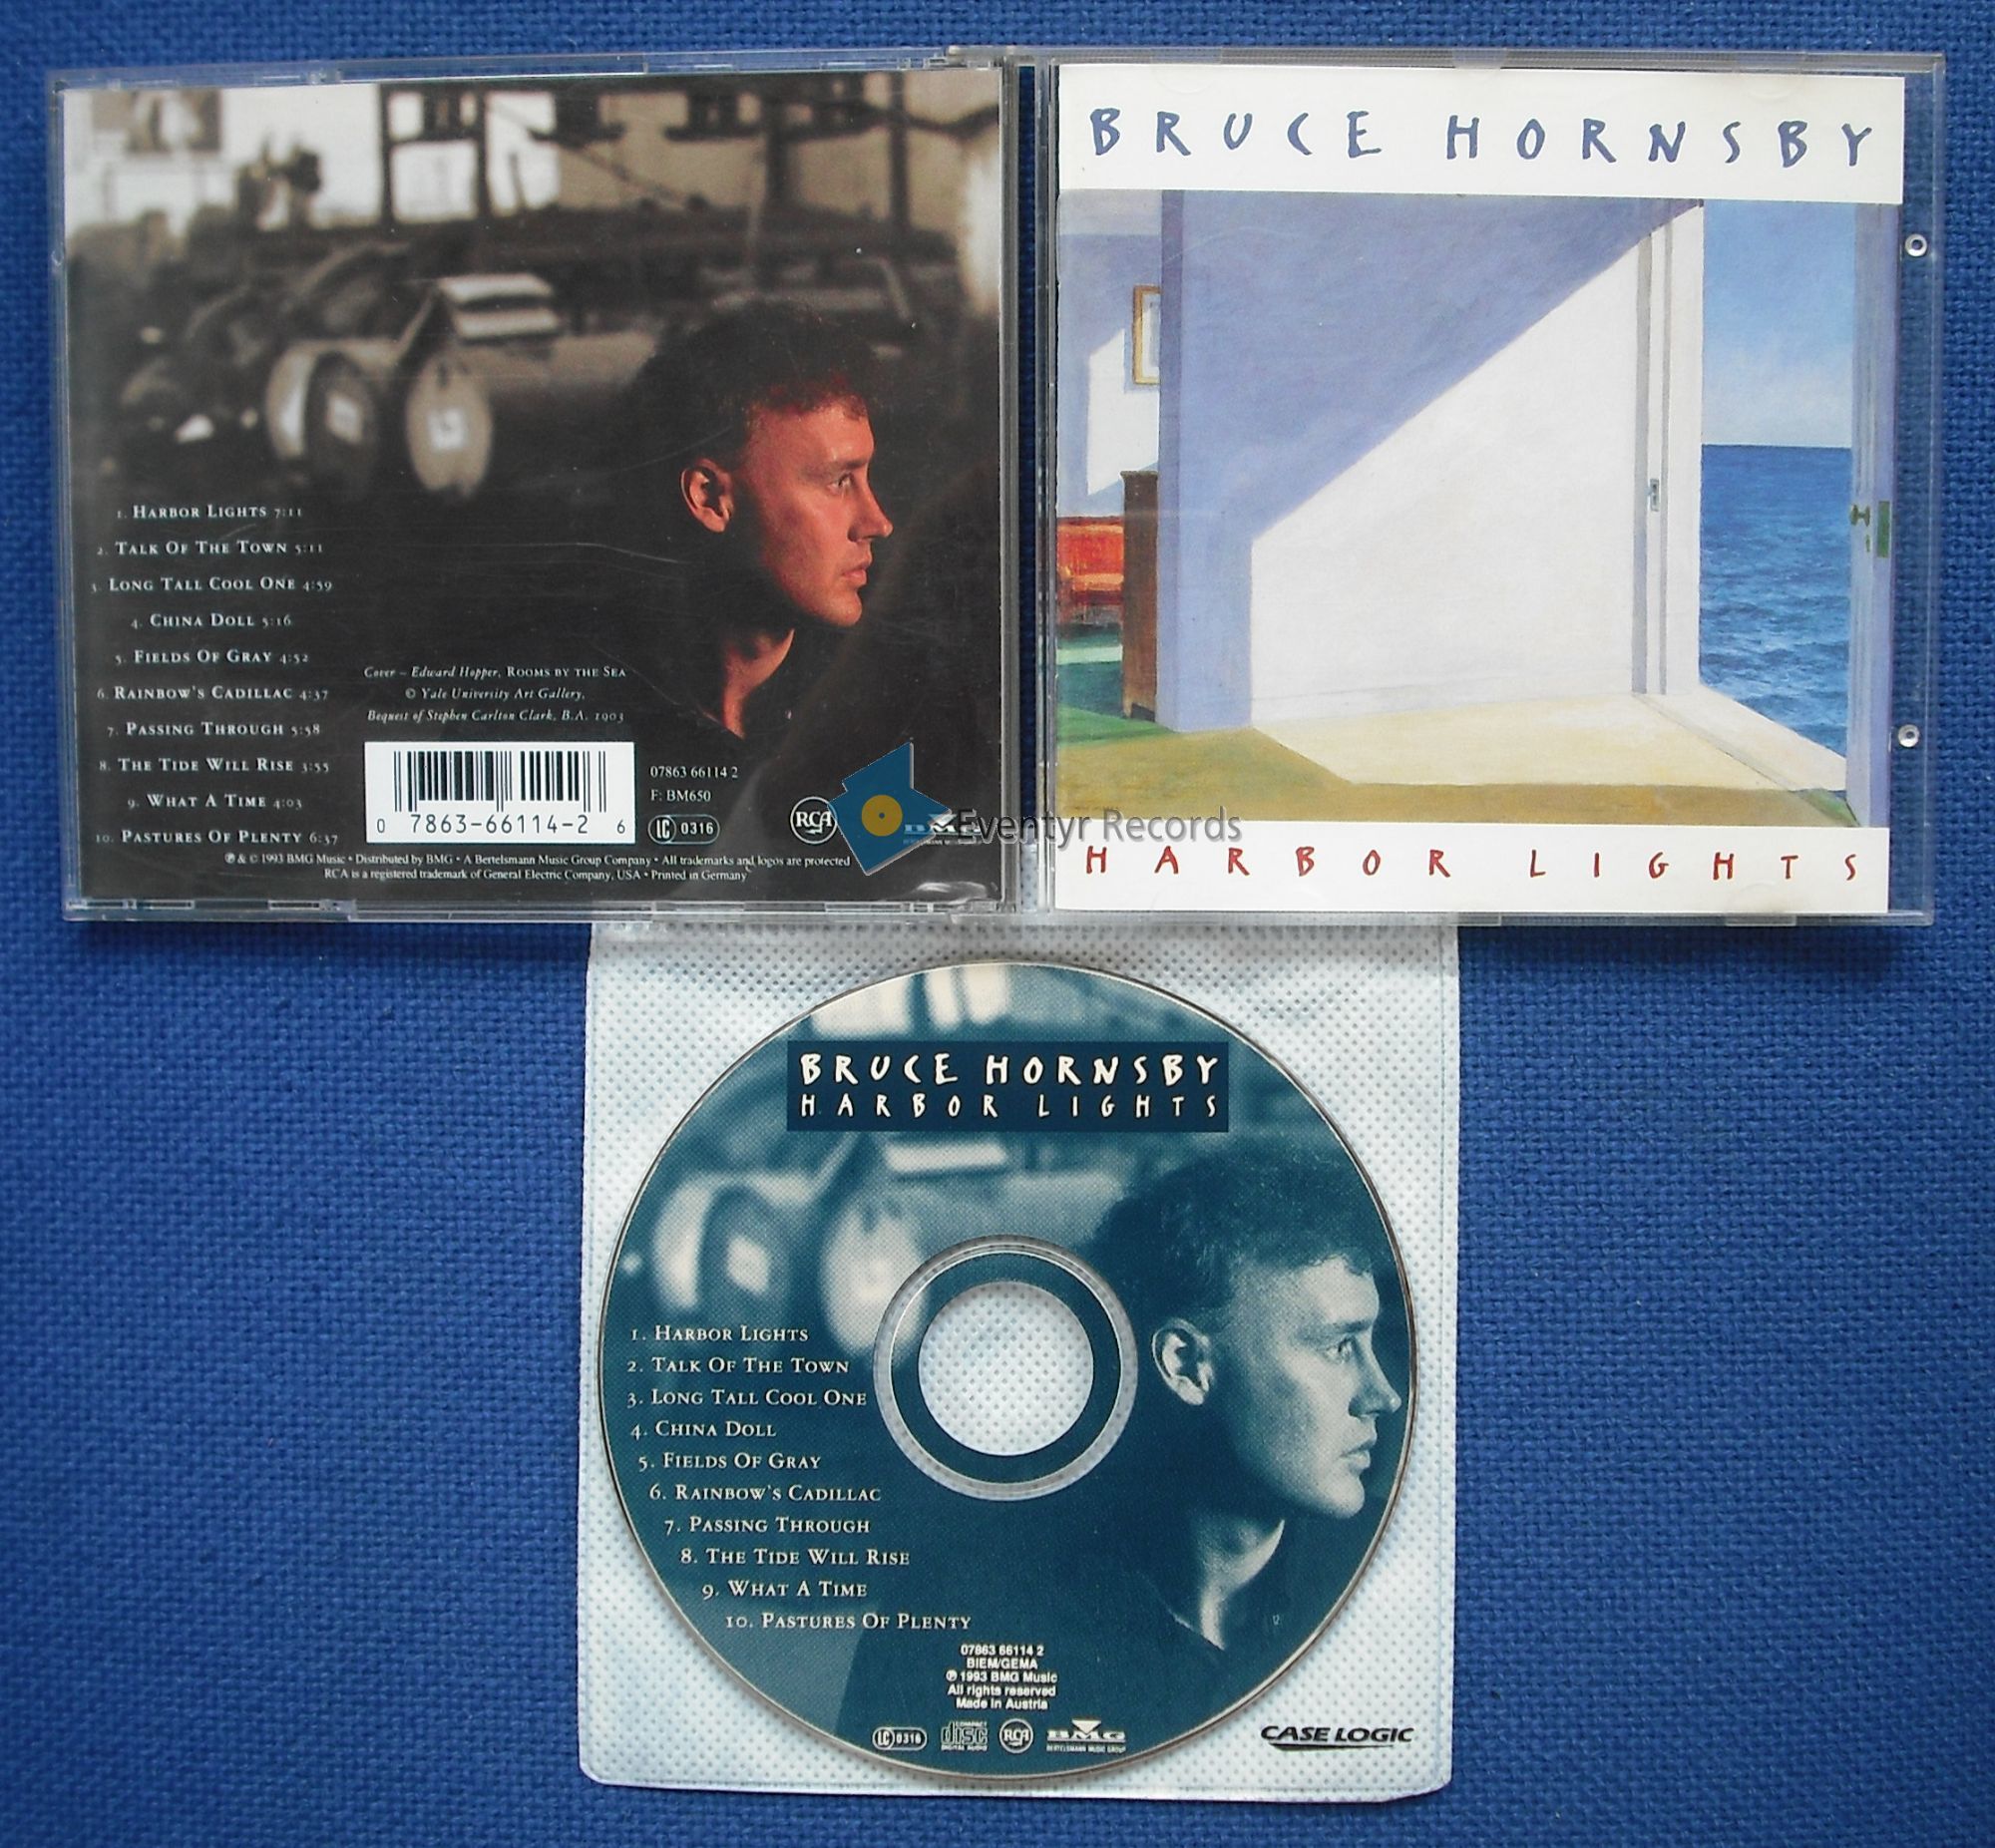 BRUCE HORNSBY
HARBOR LIGHTS
1. HARBOR LIGHTS 7:11
2. TALK OF THE TOWN 5:11
3. LONG TALL COOL ONE 4:59
4. CHINA DOLL 5:16
5. FIELDS OF GRAY 4:52
6. RAINBOW'S CADILLAC 4:37
7. PASSING THROUGH 5:58
8. THE TIDE WILL RISE 3:55
9. WHAT A TIME 4:03
10. PASTURES OF PLENTY 6:37
Cover – Edward Hopper, ROOMS BY THE SEA
© Yale University Art Gallery,
Bequest of Stephen Carlton Clark, B.A. 1903
0 7863-66114-2 6
07863 66114 2
F: BM650
LC 0316
RCA
BMG
Eventyr Records
℗ & © 1993 BMG Music • Distributed by BMG • A Bertelsmann Music Group Company • All trademarks and logos are protected
RCA is a registered trademark of General Electric Company, USA • Printed in Germany
BRUCE HORNSBY
HARBOR LIGHTS
1. HARBOR LIGHTS
2. TALK OF THE TOWN
3. LONG TALL COOL ONE
4. CHINA DOLL
5. FIELDS OF GRAY
6. RAINBOW'S CADILLAC
7. PASSING THROUGH
8. THE TIDE WILL RISE
9. WHAT A TIME
10. PASTURES OF PLENTY
07863 66114 2
BIEM/GEMA
℗ 1993 BMG Music
All rights reserved
Made in Austria
LC 0316
COMPACT disc DIGITAL AUDIO
RCA
BMG
BERTELSMANN MUSIC GROUP
CASE LOGIC